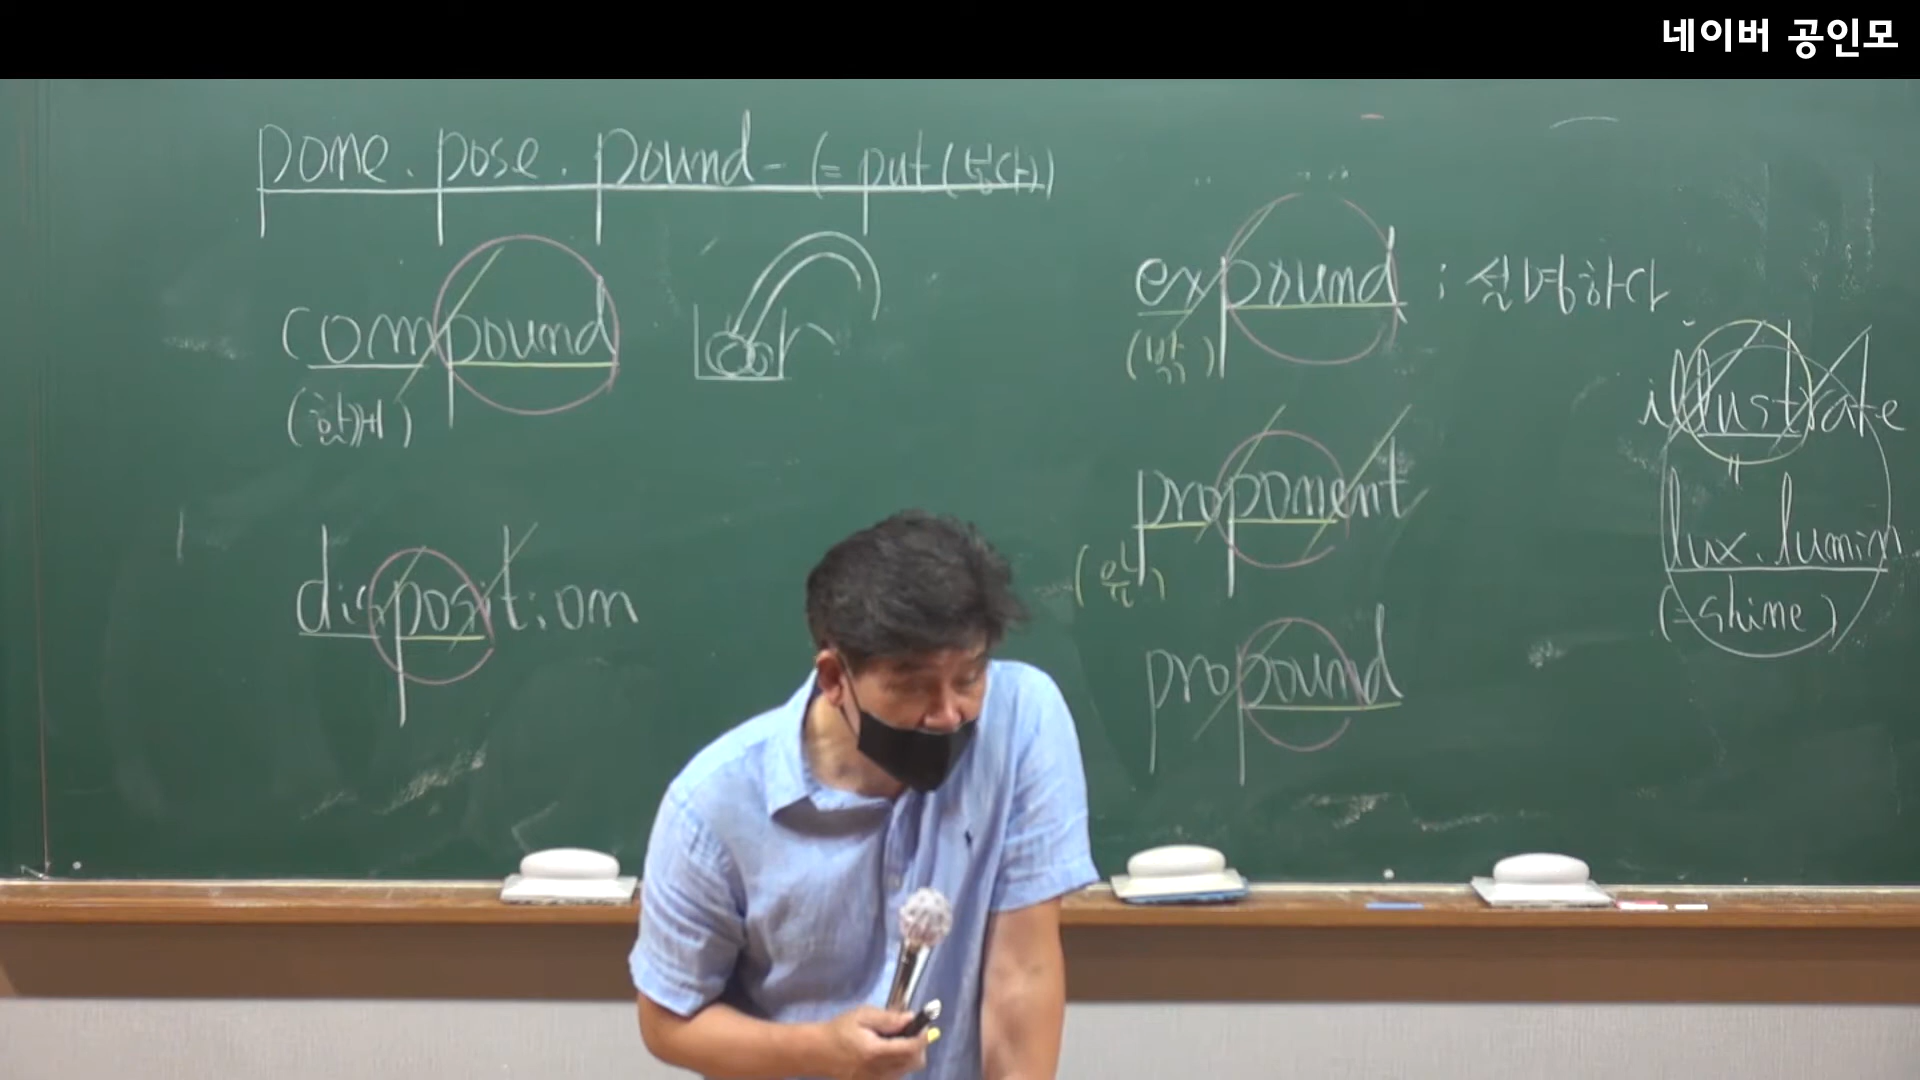 네이버 공인모
pone. pose. pound- (= put (놓다))
compound
(함께)
disposition
expound : 설명하다
(밖)
proponent
(앞)
propound
illustrate
=
lux. lumin
(= shine)